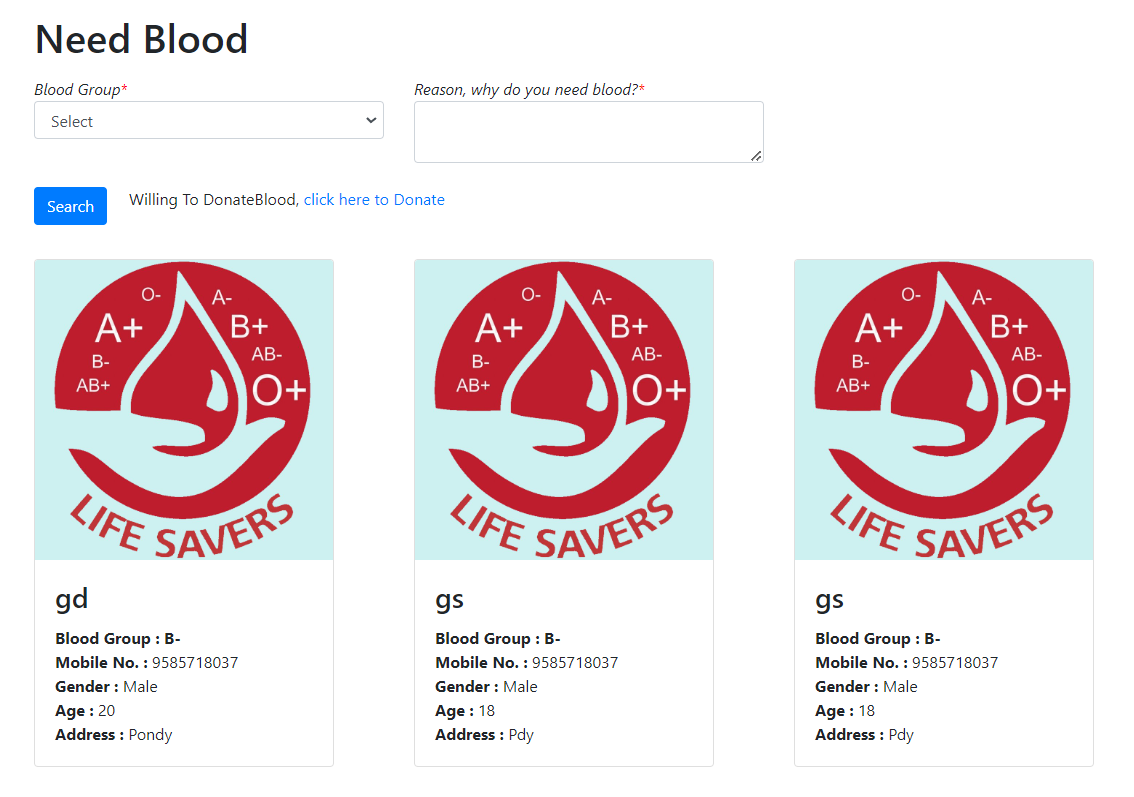 Need Blood
Blood Group*
Reason, why do you need blood?*
Select
Search
Willing To DonateBlood, click here to Donate
O- A-
A+ B+
B- AB-
AB+ O+
LIFE SAVERS
gd
Blood Group : B-
Mobile No. : 9585718037
Gender : Male
Age : 20
Address : Pondy
O- A-
A+ B+
B- AB-
AB+ O+
LIFE SAVERS
gs
Blood Group : B-
Mobile No. : 9585718037
Gender : Male
Age : 18
Address : Pdy
O- A-
A+ B+
B- AB-
AB+ O+
LIFE SAVERS
gs
Blood Group : B-
Mobile No. : 9585718037
Gender : Male
Age : 18
Address : Pdy